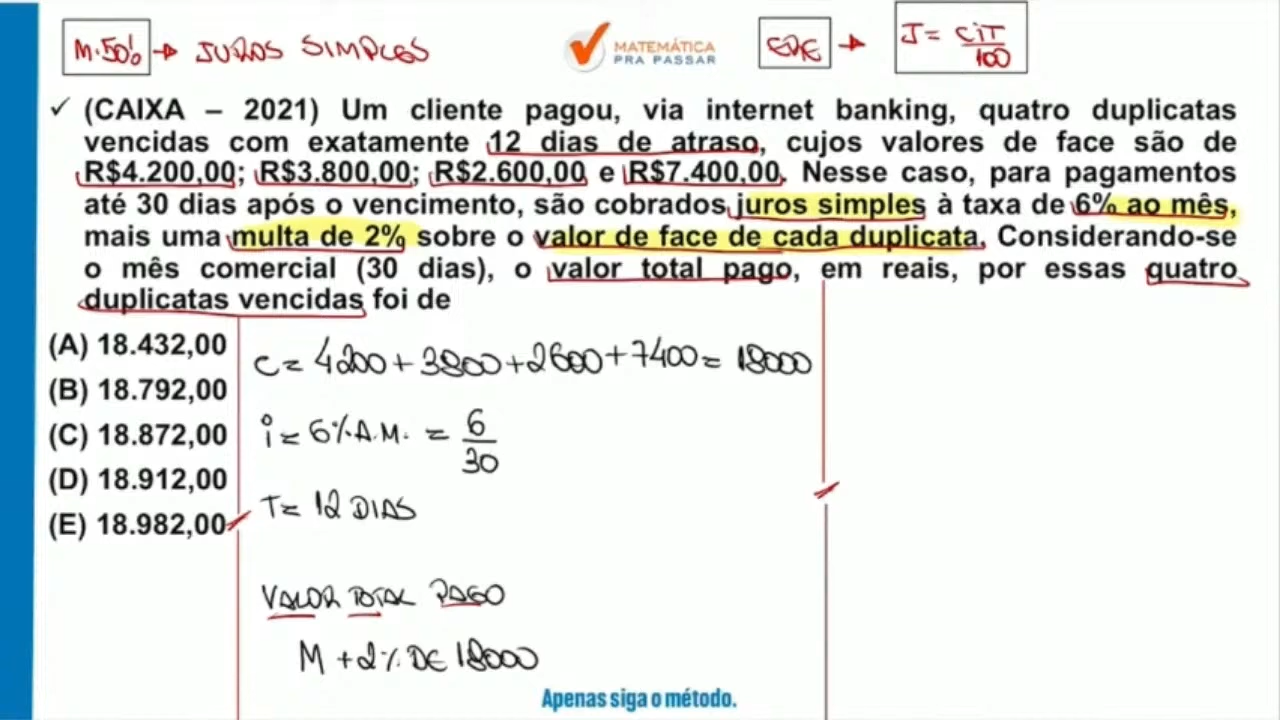 M.50% → JUROS SIMPLES
MATEMÁTICA
PRA PASSAR
→ J = CiT/100
✓ (CAIXA – 2021) Um cliente pagou, via internet banking, quatro duplicatas
vencidas com exatamente 12 dias de atraso, cujos valores de face são de
R$4.200,00; R$3.800,00; R$2.600,00 e R$7.400,00. Nesse caso, para pagamentos
até 30 dias após o vencimento, são cobrados juros simples à taxa de 6% ao mês,
mais uma multa de 2% sobre o valor de face de cada duplicata. Considerando-se
o mês comercial (30 dias), o valor total pago, em reais, por essas quatro
duplicatas vencidas foi de
(A) 18.432,00
(B) 18.792,00
(C) 18.872,00
(D) 18.912,00
(E) 18.982,00
C = 4200 + 3800 + 2600 + 7400 = 18000
i = 6% A.M. = 6/30
T = 12 DIAS
VALOR TOTAL PAGO
M + 2% DE 18000
Apenas siga o método.